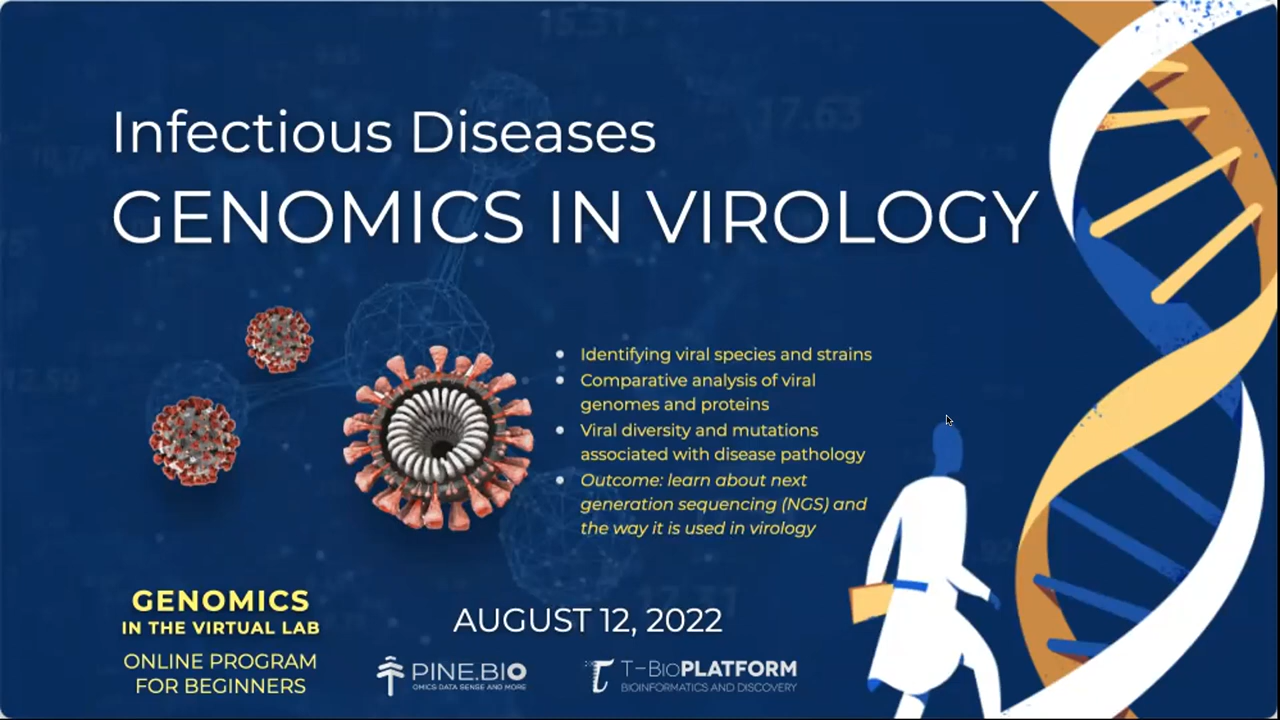 Infectious Diseases
GENOMICS IN VIROLOGY
17.63
Identifying viral species and strains
Comparative analysis of viral
genomes and proteins
Viral diversity and mutations
associated with disease pathology
Outcome: learn about next
generation sequencing (NGS) and
the way it is used in virology
GENOMICS
IN THE VIRTUAL LAB
ONLINE PROGRAM
FOR BEGINNERS
AUGUST 12, 2022
PINE.BIO
OMICS DATA SENSE AND MORE
T-BioPLATFORM
BIOINFORMATICS AND DISCOVERY